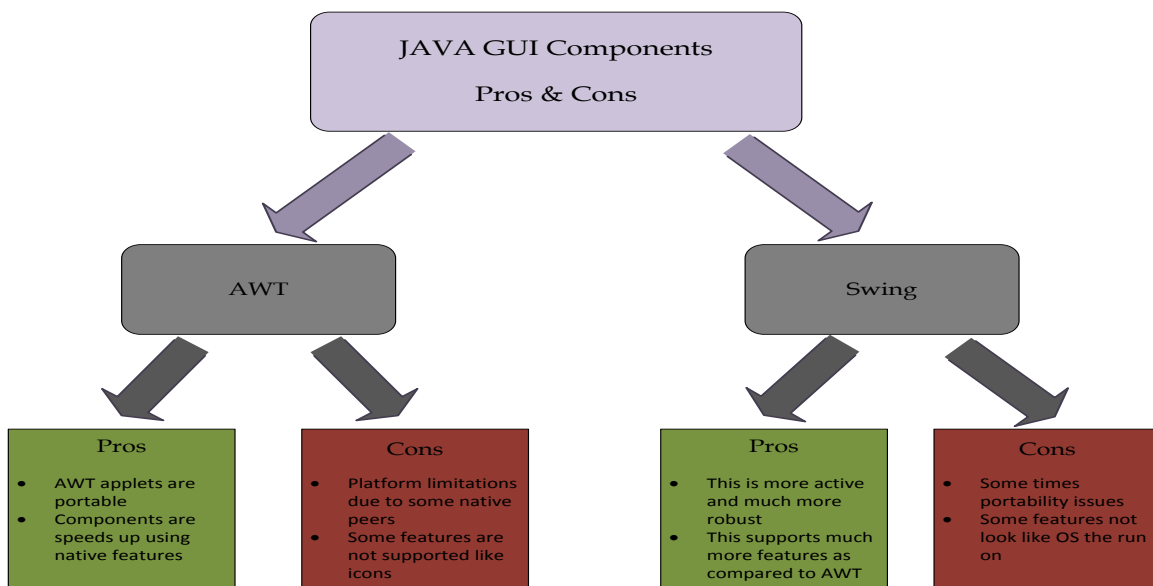 JAVA GUI Components
Pros & Cons
AWT
Swing
Pros
• AWT applets are
portable
• Components are
speeds up using
native features
Cons
• Platform limitations
due to some native
peers
• Some features are
not supported like
icons
Pros
• This is more active
and much more
robust
• This supports much
more features as
compared to AWT
Cons
• Some times
portability issues
• Some features not
look like OS the run
on